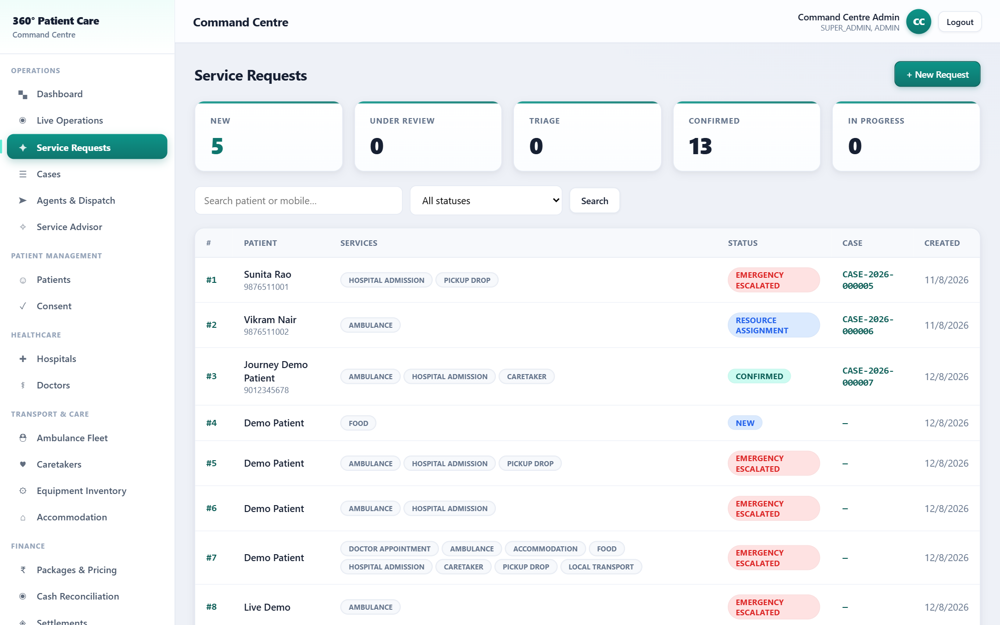 360° Patient Care
Command Centre
OPERATIONS
Dashboard
Live Operations
Service Requests
Cases
Agents & Dispatch
Service Advisor
PATIENT MANAGEMENT
Patients
Consent
HEALTHCARE
Hospitals
Doctors
TRANSPORT & CARE
Ambulance Fleet
Caretakers
Equipment Inventory
Accommodation
FINANCE
₹ Packages & Pricing
Cash Reconciliation
Settlements
Command Centre
Command Centre Admin
SUPER_ADMIN, ADMIN
CC
Logout
Service Requests
+ New Request
NEW
5
UNDER REVIEW
0
TRIAGE
0
CONFIRMED
13
IN PROGRESS
0
Search patient or mobile...
All statuses
Search
# PATIENT SERVICES STATUS CASE CREATED
#1
Sunita Rao
9876511001
HOSPITAL ADMISSION PICKUP DROP
EMERGENCY
ESCALATED
CASE-2026-
000005
11/8/2026
#2
Vikram Nair
9876511002
AMBULANCE
RESOURCE
ASSIGNMENT
CASE-2026-
000006
11/8/2026
#3
Journey Demo
Patient
9012345678
AMBULANCE HOSPITAL ADMISSION CARETAKER
CONFIRMED
CASE-2026-
000007
12/8/2026
#4 Demo Patient FOOD NEW — 12/8/2026
#5 Demo Patient AMBULANCE HOSPITAL ADMISSION PICKUP DROP
EMERGENCY
ESCALATED
— 12/8/2026
#6 Demo Patient AMBULANCE HOSPITAL ADMISSION
EMERGENCY
ESCALATED
— 12/8/2026
#7 Demo Patient
DOCTOR APPOINTMENT AMBULANCE ACCOMMODATION FOOD
HOSPITAL ADMISSION CARETAKER PICKUP DROP LOCAL TRANSPORT
EMERGENCY
ESCALATED
— 12/8/2026
#8 Live Demo AMBULANCE
EMERGENCY
ESCALATED
— 12/8/2026